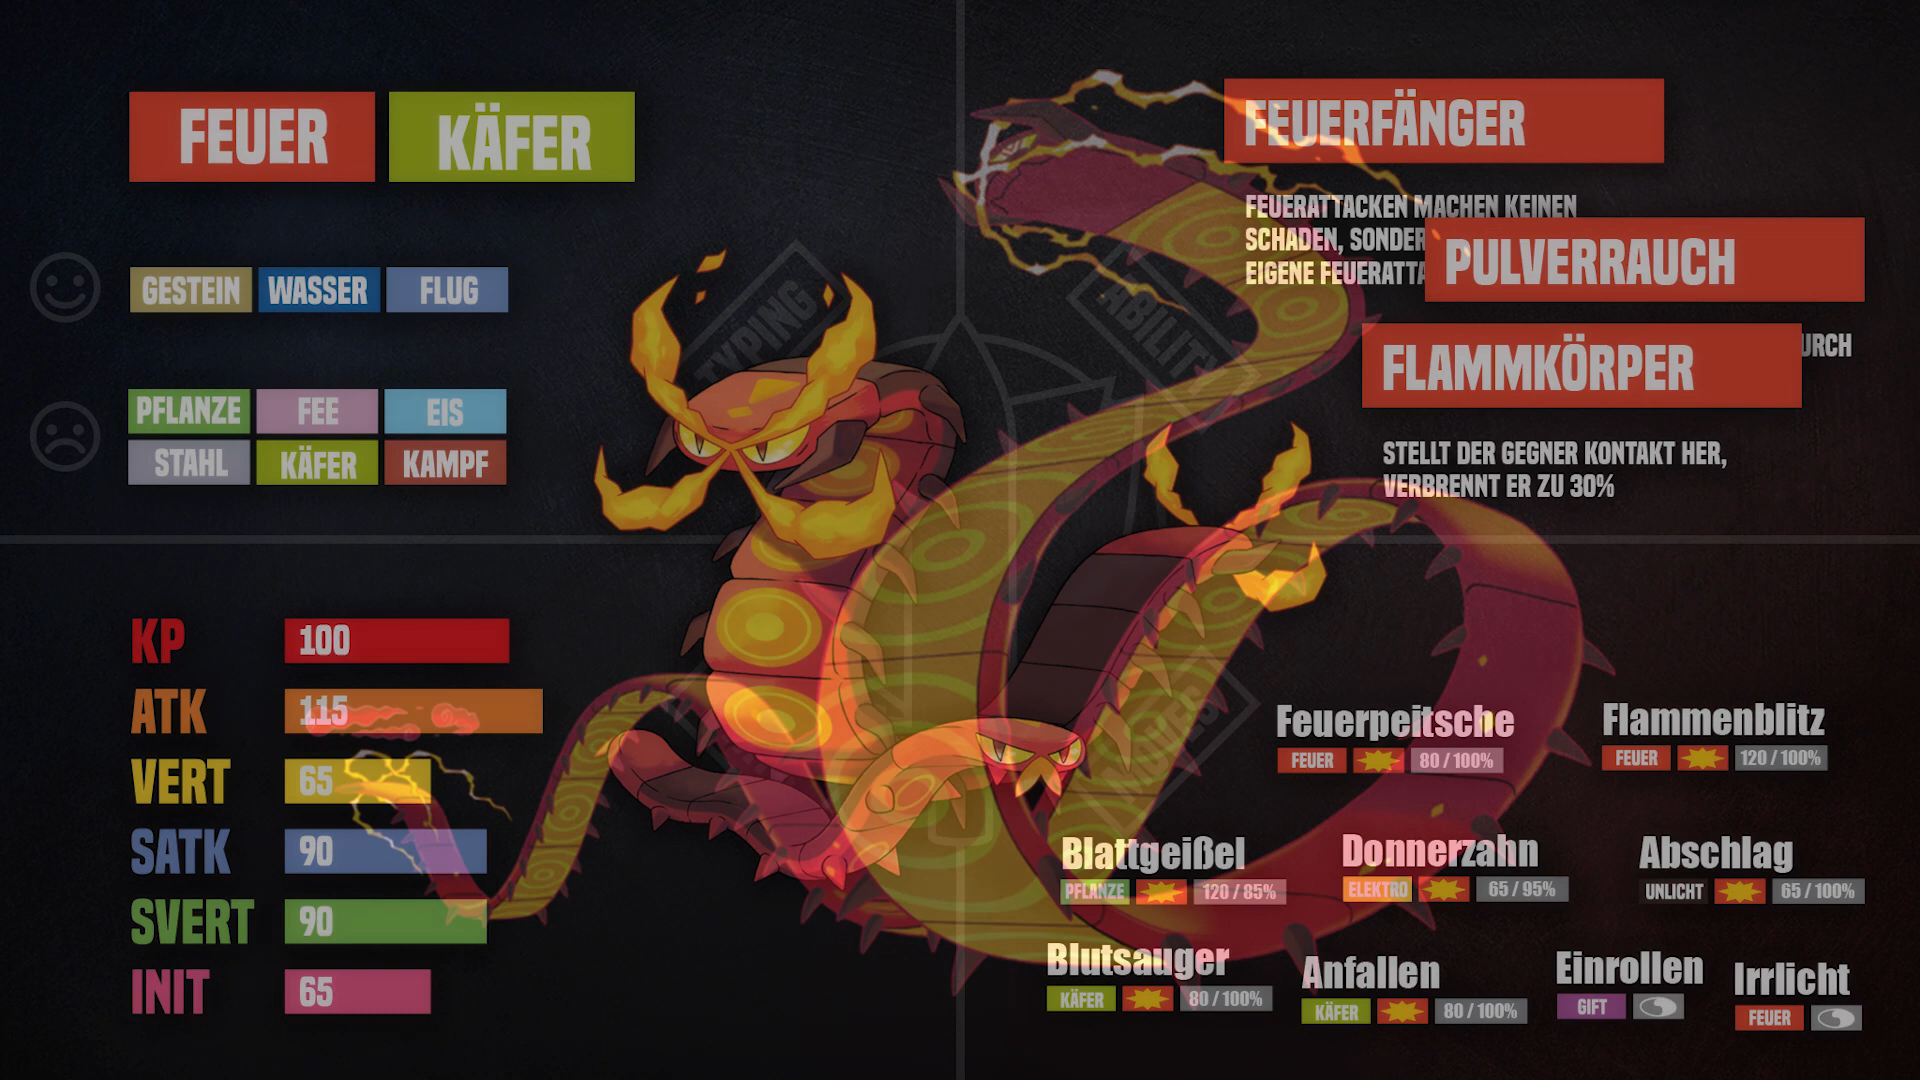 FEUER KÄFER
GESTEIN WASSER FLUG
PFLANZE FEE EIS
STAHL KÄFER KAMPF
TYPING
ABILITY
FEUERFÄNGER
FEUERATTACKEN MACHEN KEINEN
SCHADEN, SONDER
EIGENE FEUERATTA
PULVERRAUCH
URCH
FLAMMKÖRPER
STELLT DER GEGNER KONTAKT HER,
VERBRENNT ER ZU 30%
KP 100
ATK 115
VERT 65
SATK 90
SVERT 90
INIT 65
MOVES
Feuerpeitsche
FEUER 80 / 100%
Flammenblitz
FEUER 120 / 100%
Blattgeißel
PFLANZE 120 / 85%
Donnerzahn
ELEKTRO 65 / 95%
Abschlag
UNLICHT 65 / 100%
Blutsauger
KÄFER 80 / 100%
Anfallen
KÄFER 80 / 100%
Einrollen
GIFT
Irrlicht
FEUER